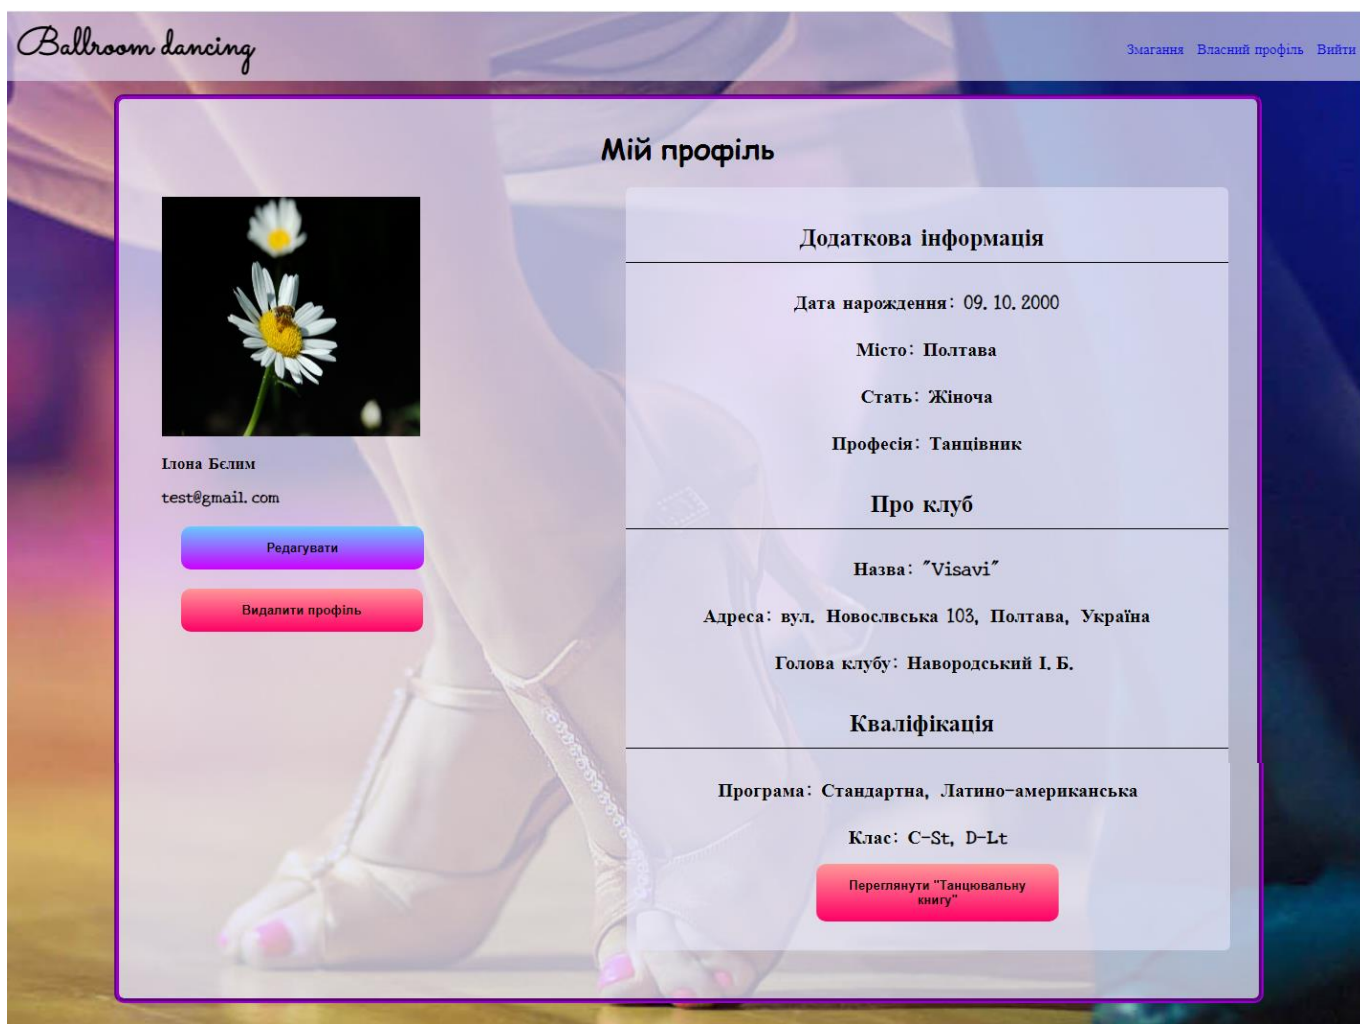 Ballroom dancing
Змагання Власний профіль Вийти
Мій профіль
Ілона Бєлим
test@gmail.com
Редагувати
Видалити профіль
Додаткова інформація
Дата нарождення: 09.10.2000
Місто: Полтава
Стать: Жіноча
Професія: Танцівник
Про клуб
Назва: "Visavi"
Адреса: вул. Новослвська 103, Полтава, Україна
Голова клубу: Навородський І.Б.
Кваліфікація
Програма: Стандартна, Латино-американська
Клас: C-St, D-Lt
Переглянути "Танцювальну
книгу"